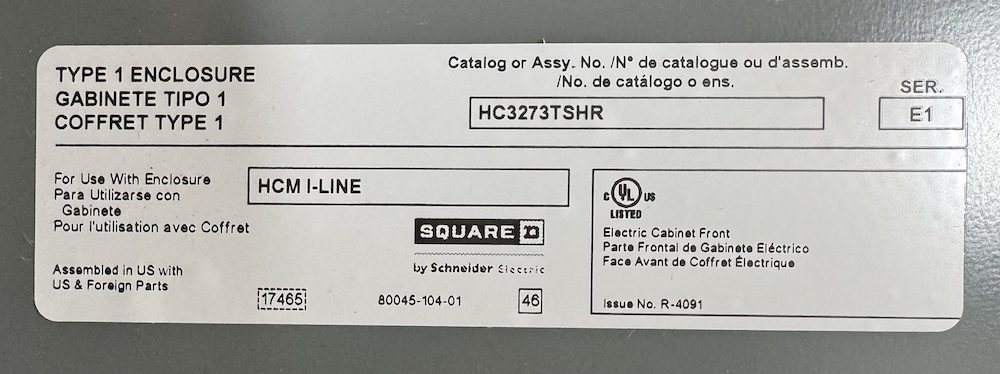 TYPE 1 ENCLOSURE
GABINETE TIPO 1
COFFRET TYPE 1
Catalog or Assy. No. /N° de catalogue ou d'assemb.
/No. de catálogo o ens.
HC3273TSHR
SER.
E1
For Use With Enclosure
Para Utilizarse con
Gabinete
Pour l'utilisation avec Coffret
HCM I-LINE
SQUARE D
by Schneider Electric
Assembled in US with
US & Foreign Parts
17465
80045-104-01
46
C UL US
LISTED
Electric Cabinet Front
Parte Frontal de Gabinete Eléctrico
Face Avant de Coffret Électrique
Issue No. R-4091